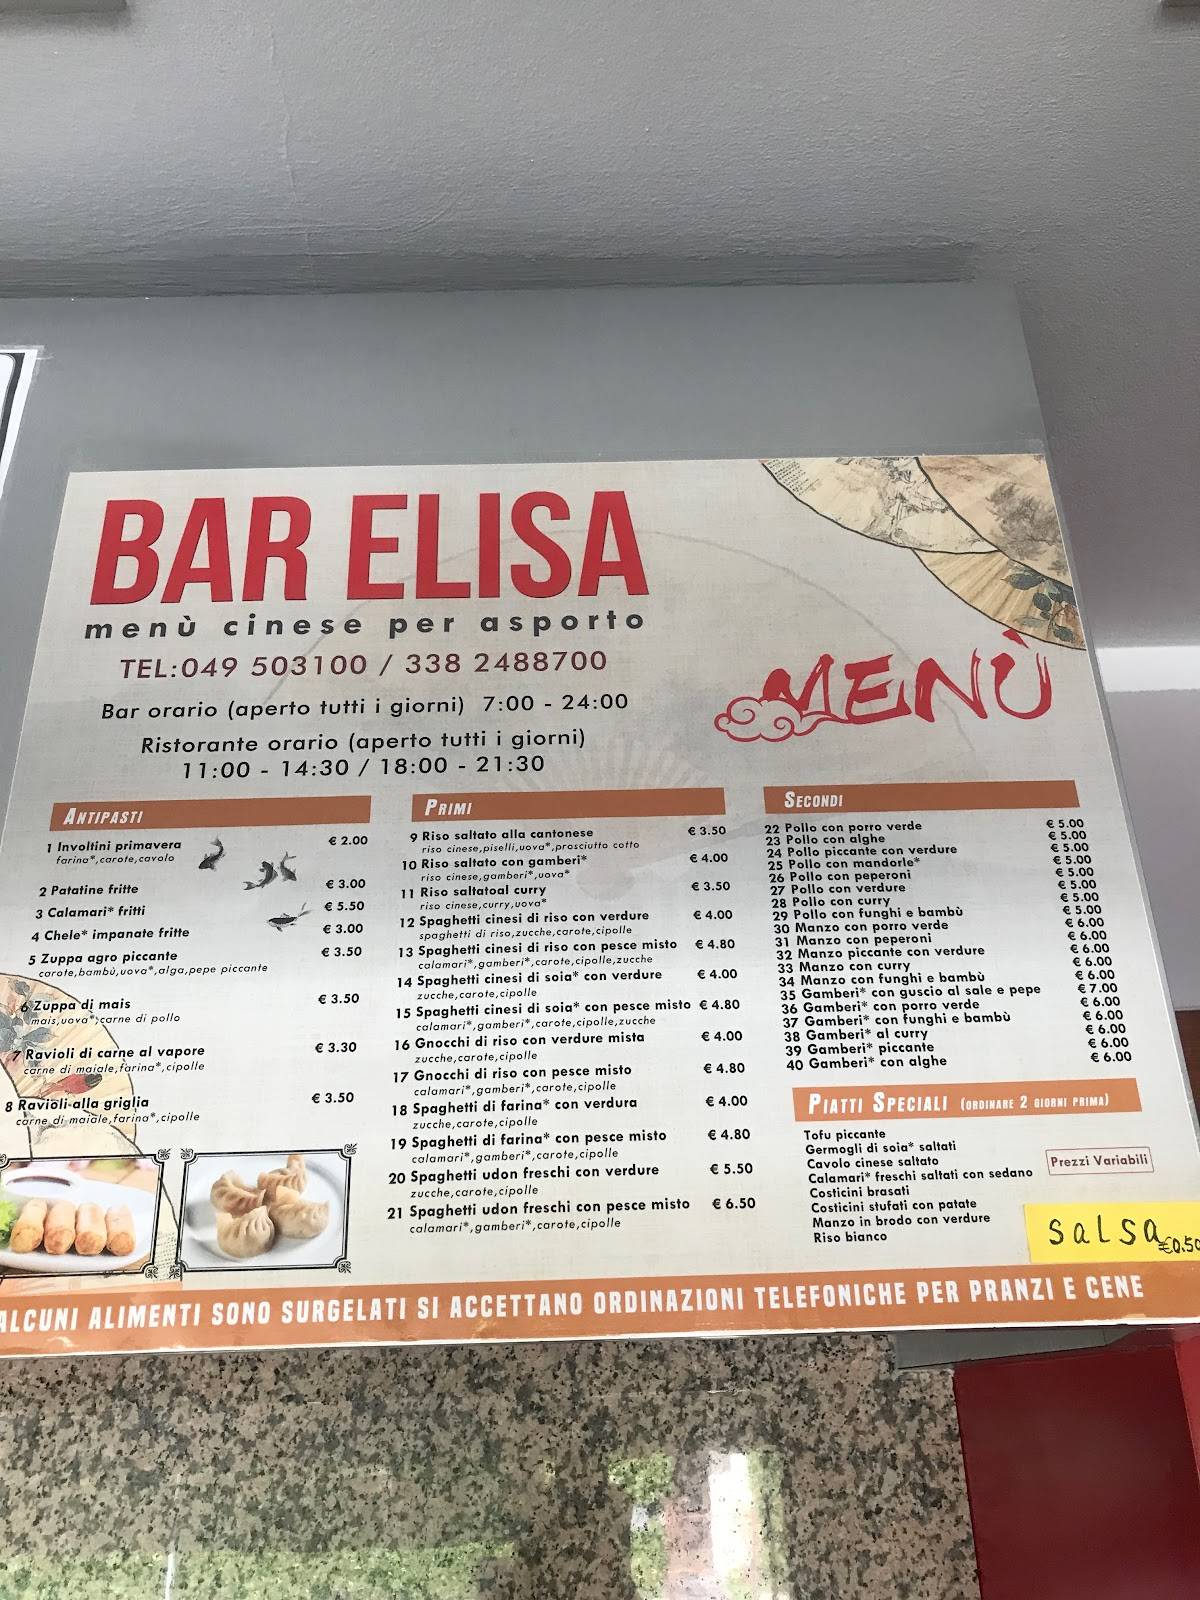 BAR ELISA
menù cinese per asporto
TEL:049 503100 / 338 2488700
Bar orario (aperto tutti i giorni) 7:00 - 24:00
Ristorante orario (aperto tutti i giorni)
11:00 - 14:30 / 18:00 - 21:30
MENÙ
ANTIPASTI
1 Involtini primavera € 2.00
farina*,carote,cavolo
2 Patatine fritte € 3.00
3 Calamari* fritti € 5.50
4 Chele* impanate fritte € 3.00
5 Zuppa agro piccante € 3.50
carote,bambù,uova*,alga,pepe piccante
6 Zuppa di mais € 3.50
mais,uova*,carne di pollo
7 Ravioli di carne al vapore € 3.30
carne di maiale,farina*,cipolle
8 Ravioli alla griglia € 3.50
carne di maiale,farina*,cipolle
PRIMI
9 Riso saltato alla cantonese € 3.50
riso cinese,piselli,uova*,prosciutto cotto
10 Riso saltato con gamberi* € 4.00
riso cinese,gamberi*,uova*
11 Riso saltatoal curry € 3.50
riso cinese,curry,uova*
12 Spaghetti cinesi di riso con verdure € 4.00
spaghetti di riso,zucche,carote,cipolle
13 Spaghetti cinesi di riso con pesce misto € 4.80
calamari*,gamberi*,carote,cipolle,zucche
14 Spaghetti cinesi di soia* con verdure € 4.00
zucche,carote,cipolle
15 Spaghetti cinesi di soia* con pesce misto € 4.80
calamari*,gamberi*,carote,cipolle,zucche
16 Gnocchi di riso con verdure mista € 4.00
zucche,carote,cipolle
17 Gnocchi di riso con pesce misto € 4.80
calamari*,gamberi*,carote,cipolle
18 Spaghetti di farina* con verdura € 4.00
zucche,carote,cipolle
19 Spaghetti di farina* con pesce misto € 4.80
calamari*,gamberi*,carote,cipolle
20 Spaghetti udon freschi con verdure € 5.50
zucche,carote,cipolle
21 Spaghetti udon freschi con pesce misto € 6.50
calamari*,gamberi*,carote,cipolle
SECONDI
22 Pollo con porro verde € 5.00
23 Pollo con alghe € 5.00
24 Pollo piccante con verdure € 5.00
25 Pollo con mandorle* € 5.00
26 Pollo con peperoni € 5.00
27 Pollo con verdure € 5.00
28 Pollo con curry € 5.00
29 Pollo con funghi e bambù € 5.00
30 Manzo con porro verde € 6.00
31 Manzo con peperoni € 6.00
32 Manzo piccante con verdure € 6.00
33 Manzo con curry € 6.00
34 Manzo con funghi e bambù € 6.00
35 Gamberi* con guscio al sale e pepe € 7.00
36 Gamberi* con porro verde € 6.00
37 Gamberi* con funghi e bambù € 6.00
38 Gamberi* al curry € 6.00
39 Gamberi* piccante € 6.00
40 Gamberi* con alghe € 6.00
PIATTI SPECIALI (ORDINARE 2 GIORNI PRIMA)
Tofu piccante
Germogli di soia* saltati
Cavolo cinese saltato
Calamari* freschi saltati con sedano
Costicini brasati
Costicini stufati con patate
Manzo in brodo con verdure
Riso bianco
Prezzi Variabili
salsa €0.50
ALCUNI ALIMENTI SONO SURGELATI SI ACCETTANO ORDINAZIONI TELEFONICHE PER PRANZI E CENE